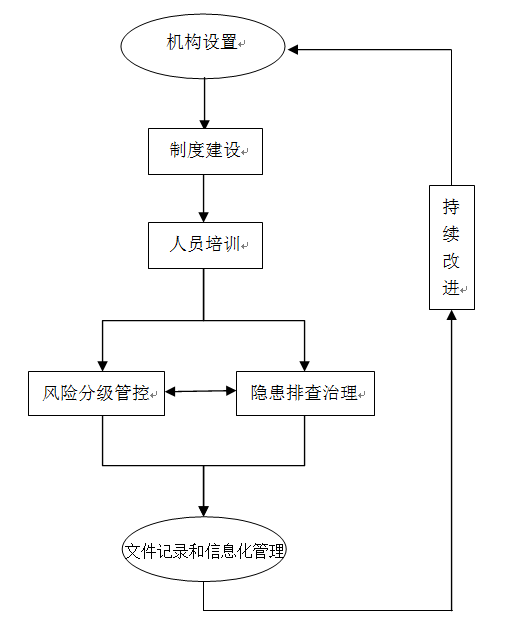 机构设置
制度建设
人员培训
风险分级管控
隐患排查治理
文件记录和信息化管理
持
续
改
进